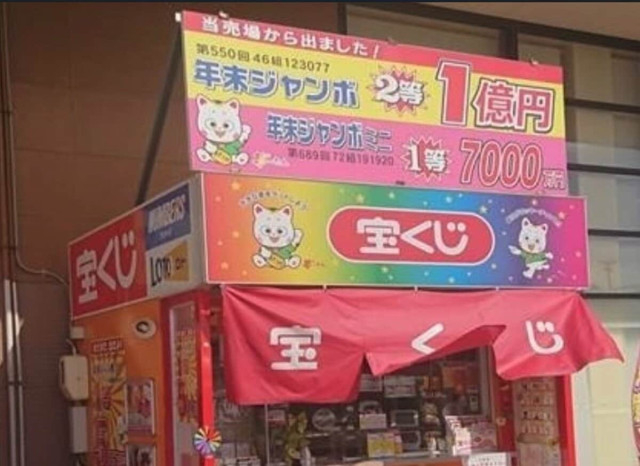 当売場から出ました!
第550回 46組123077
年末ジャンボ 2等 1億円
年末ジャンボミニ
第689回 72組191920
1等 7000万円
宝くじ
NUMBERS
LOTO
宝くじ
宝くじ